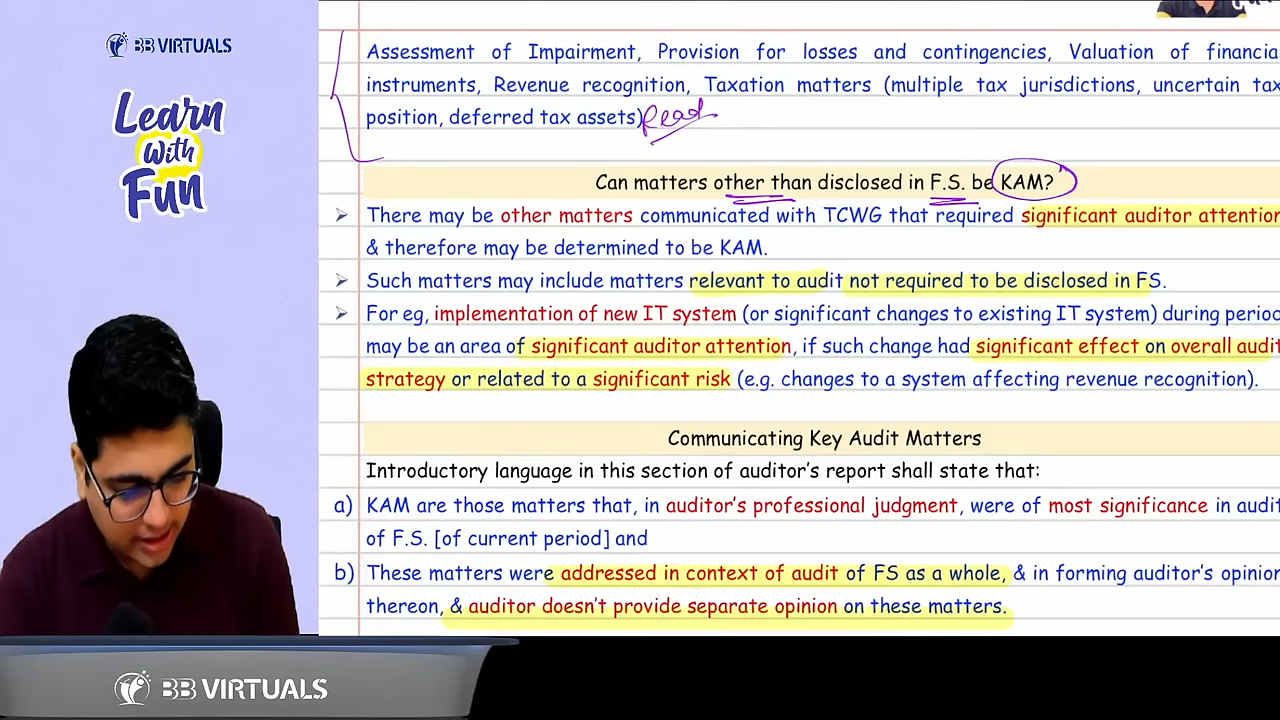 BB VIRTUALS
Learn
With
Fun
Assessment of Impairment, Provision for losses and contingencies, Valuation of financia
instruments, Revenue recognition, Taxation matters (multiple tax jurisdictions, uncertain tax
position, deferred tax assets) Read
Can matters other than disclosed in F.S. be KAM?
➢ There may be other matters communicated with TCWG that required significant auditor attention
& therefore may be determined to be KAM.
➢ Such matters may include matters relevant to audit not required to be disclosed in FS.
➢ For eg, implementation of new IT system (or significant changes to existing IT system) during period
may be an area of significant auditor attention, if such change had significant effect on overall audit
strategy or related to a significant risk (e.g. changes to a system affecting revenue recognition).
Communicating Key Audit Matters
Introductory language in this section of auditor's report shall state that:
a) KAM are those matters that, in auditor's professional judgment, were of most significance in audit
of F.S. [of current period] and
b) These matters were addressed in context of audit of FS as a whole, & in forming auditor's opinion
thereon, & auditor doesn't provide separate opinion on these matters.
BB VIRTUALS